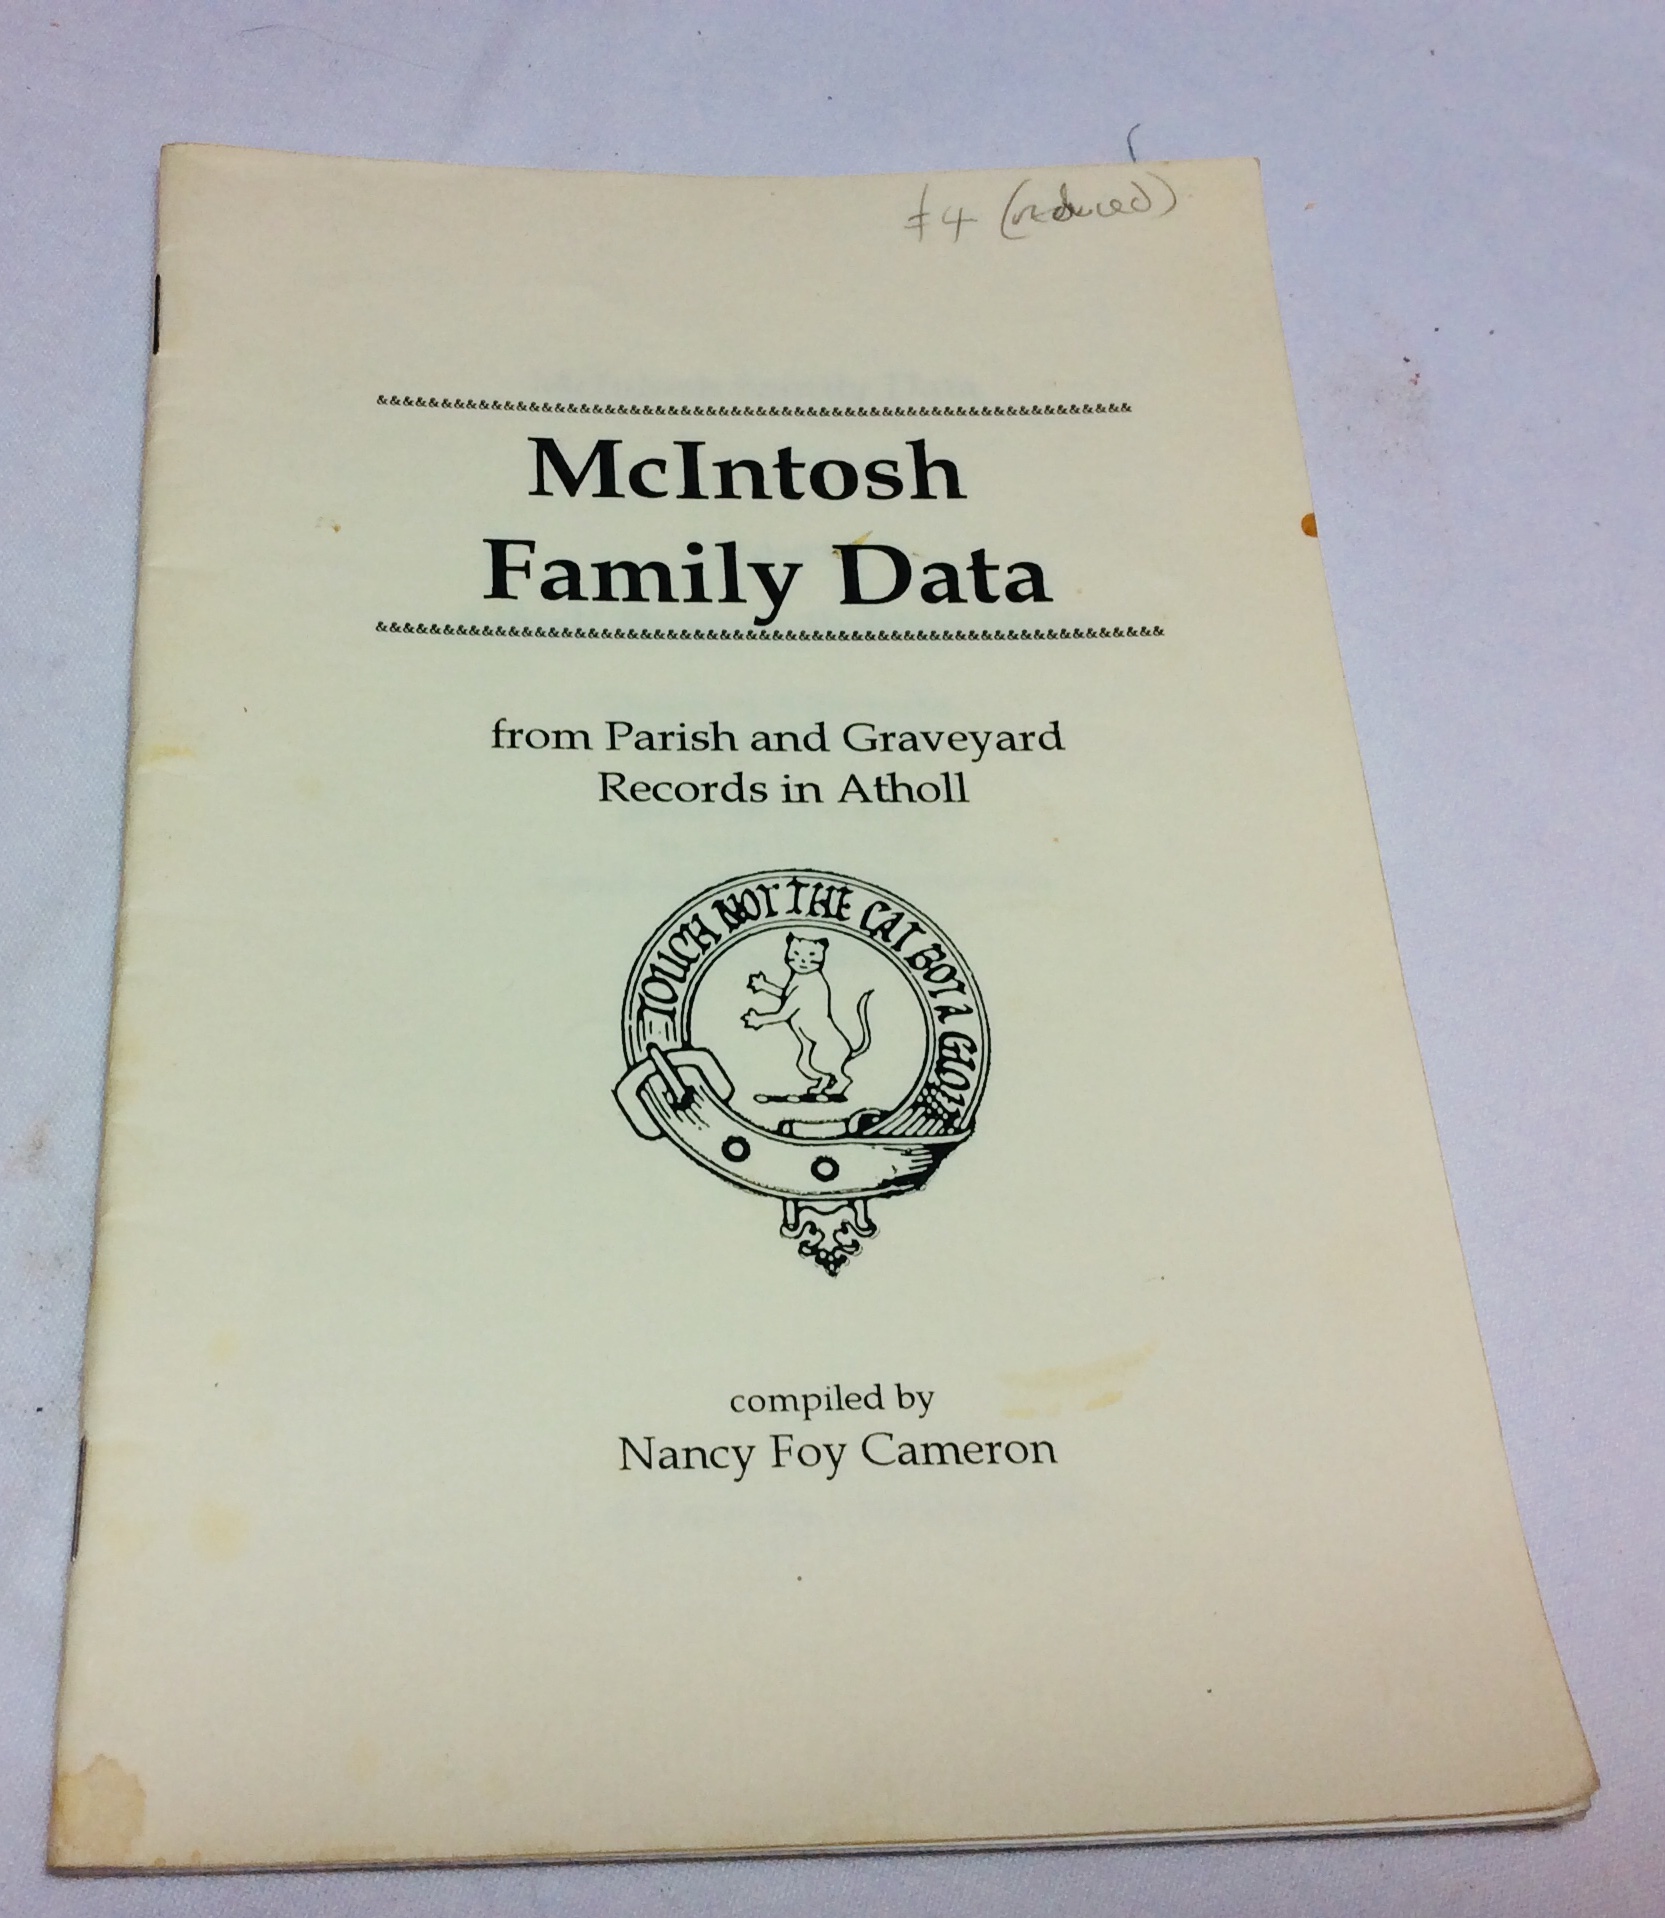 £4 (reduced)
&&&&&&&&&&&&&&&&&&&&&&&&&&&&&&&&&&&&&&&&&&&&&&&&&&&&&&&&&&&&
McIntosh
Family Data
&&&&&&&&&&&&&&&&&&&&&&&&&&&&&&&&&&&&&&&&&&&&&&&&&&&&&&&&&&&&
from Parish and Graveyard
Records in Atholl
TOUCH NOT THE CAT BOT A
compiled by
Nancy Foy Cameron